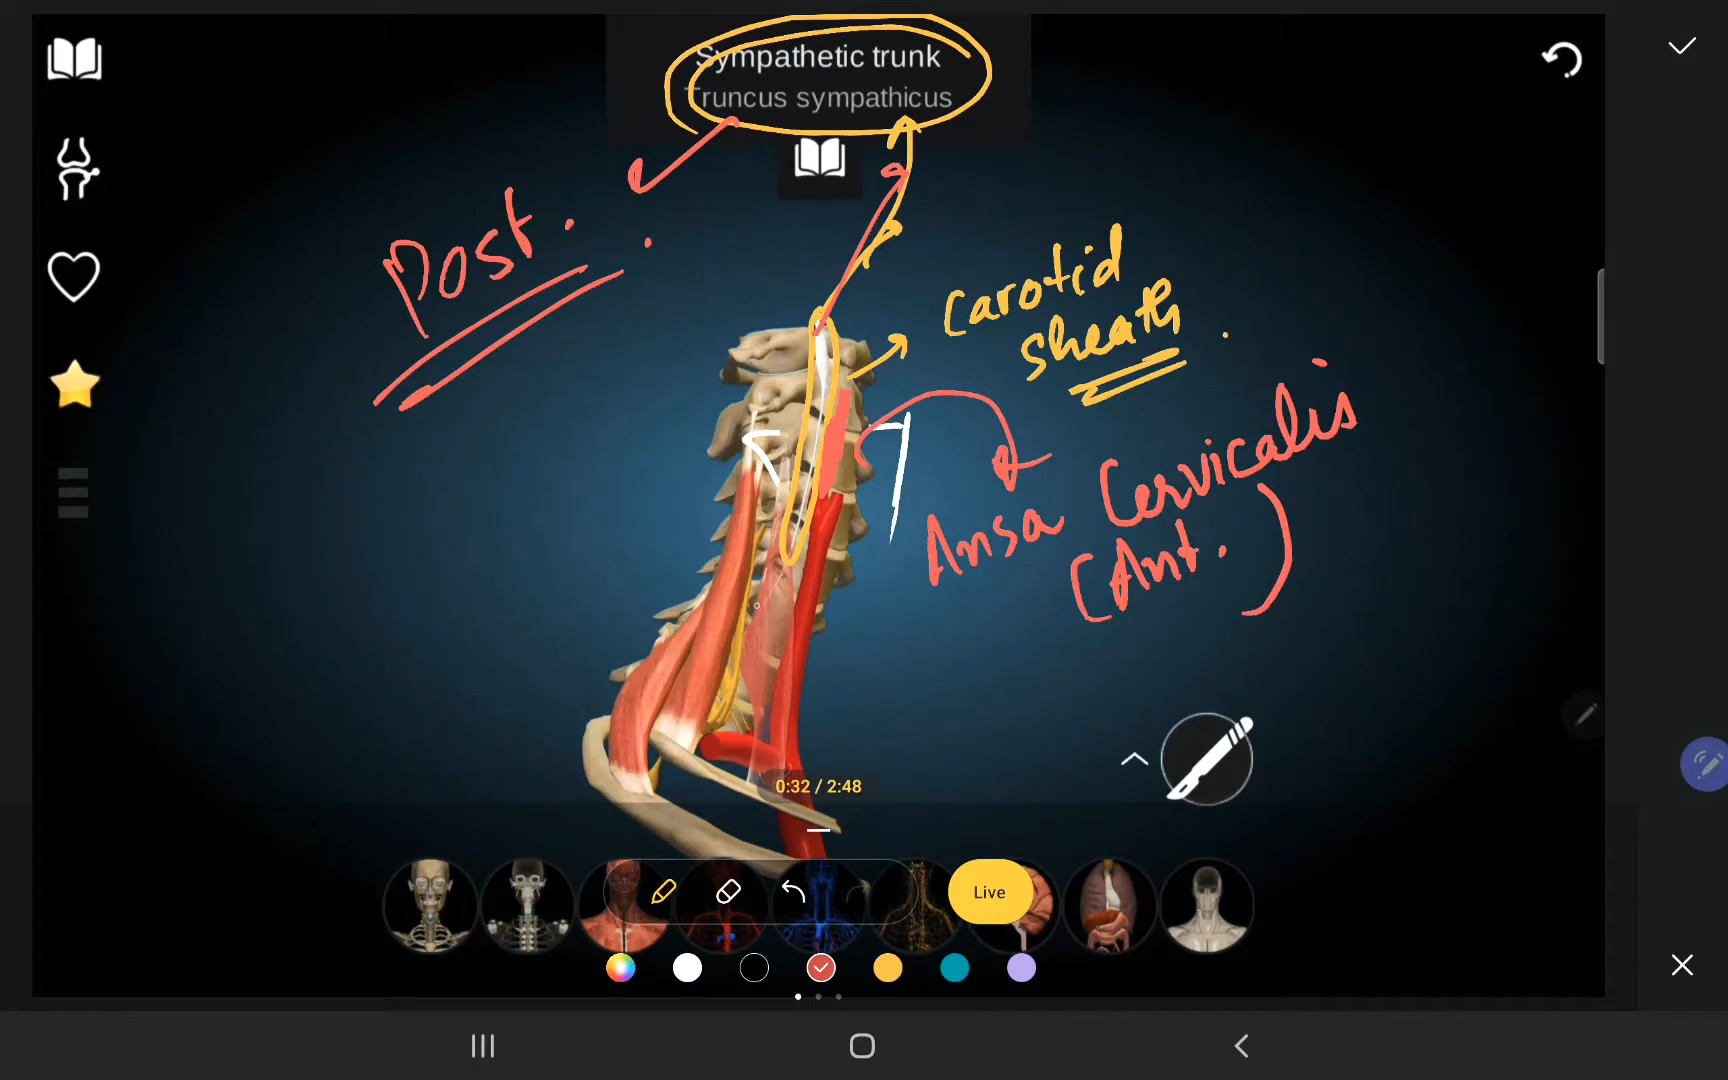 Sympathetic trunk
Truncus sympathicus
Post.
Carotid
sheath
Ansa Cervicalis
(Ant.)
0:32 / 2:48
Live